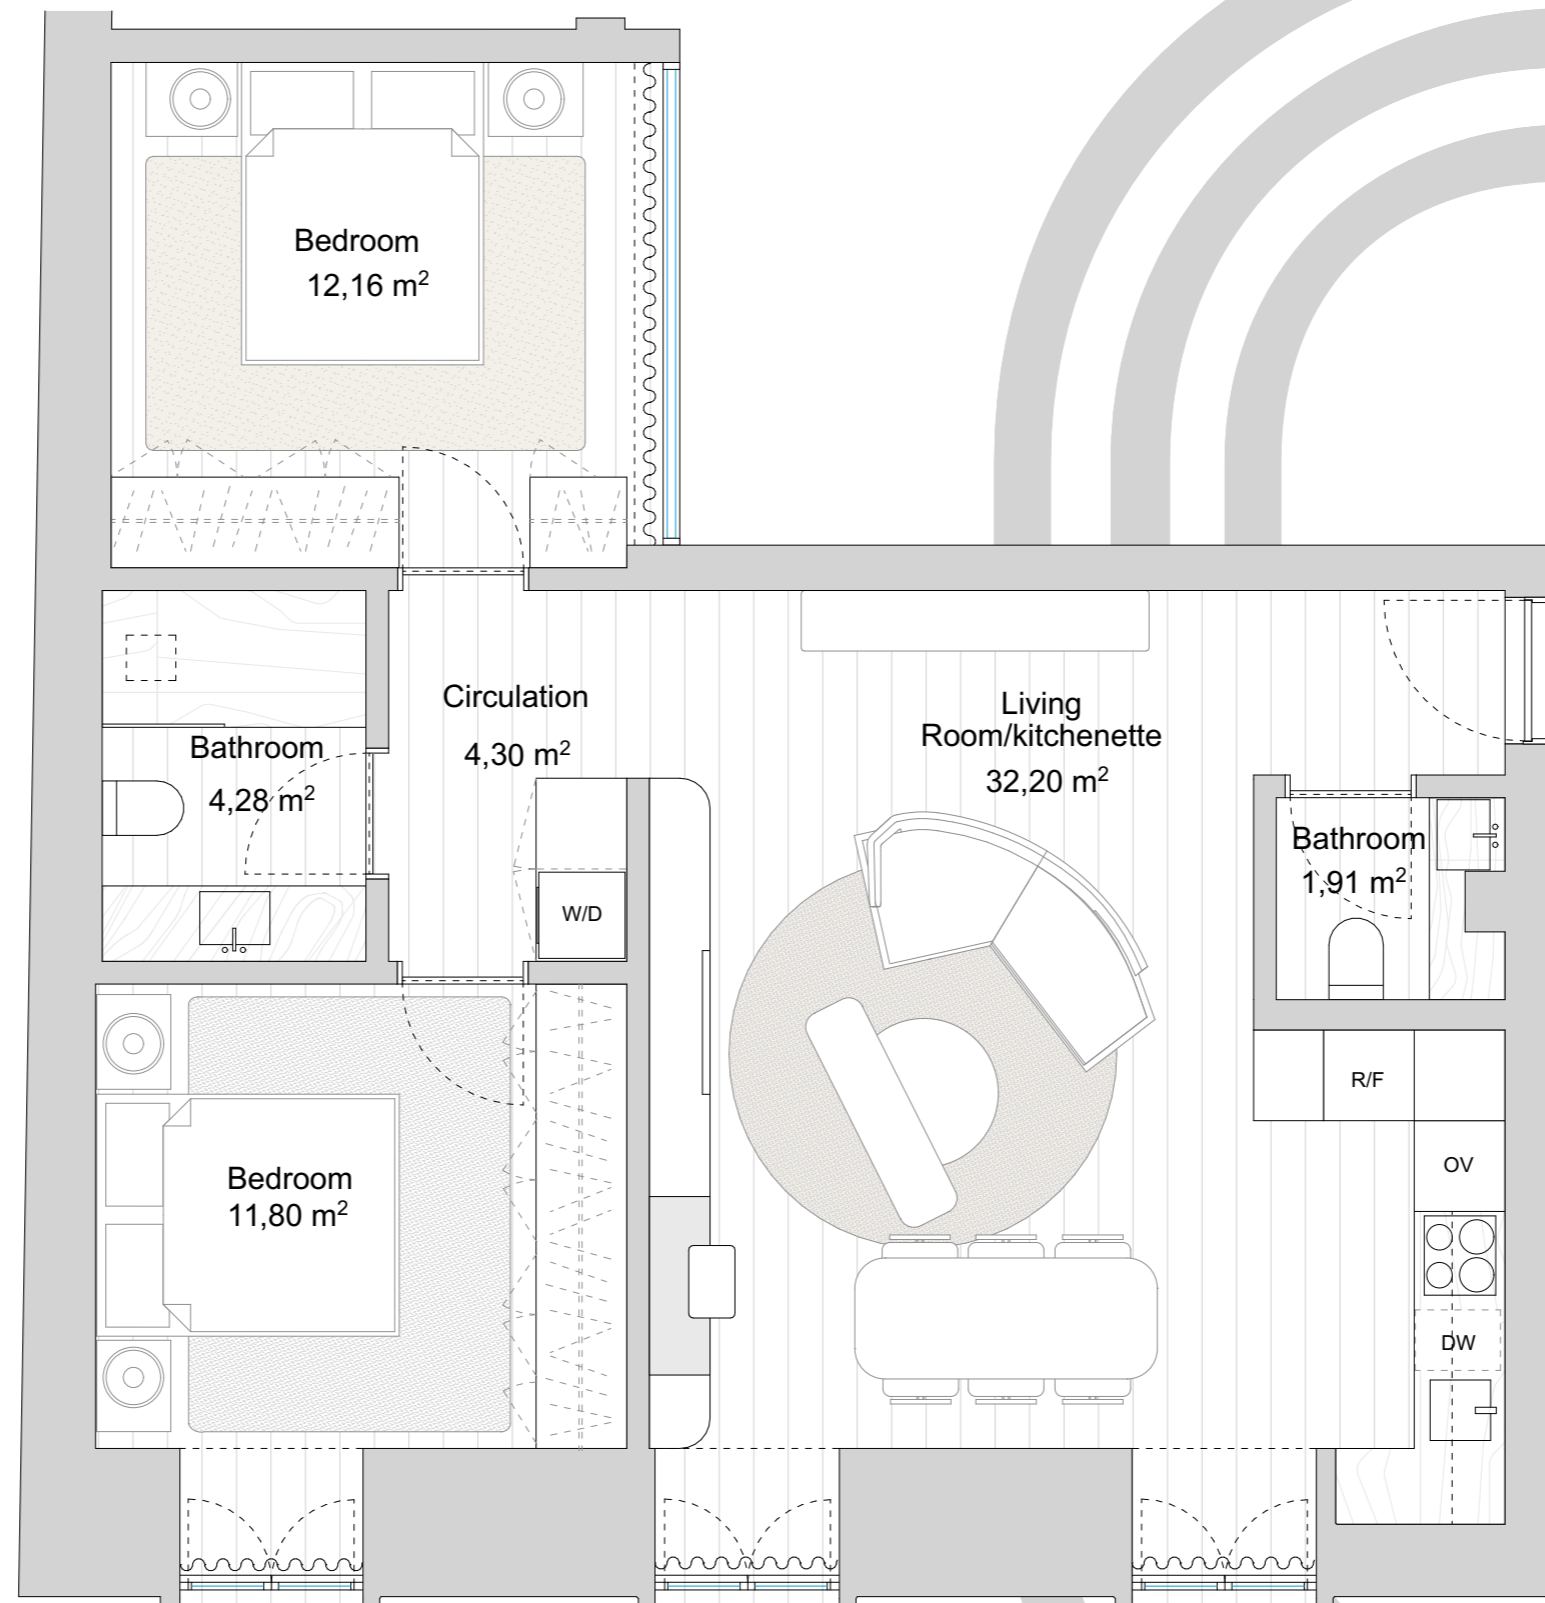 Bedroom
12,16 m²
Circulation
4,30 m²
Living
Room/kitchenette
32,20 m²
Bathroom
4,28 m²
Bathroom
1,91 m²
W/D
R/F
OV
DW
Bedroom
11,80 m²